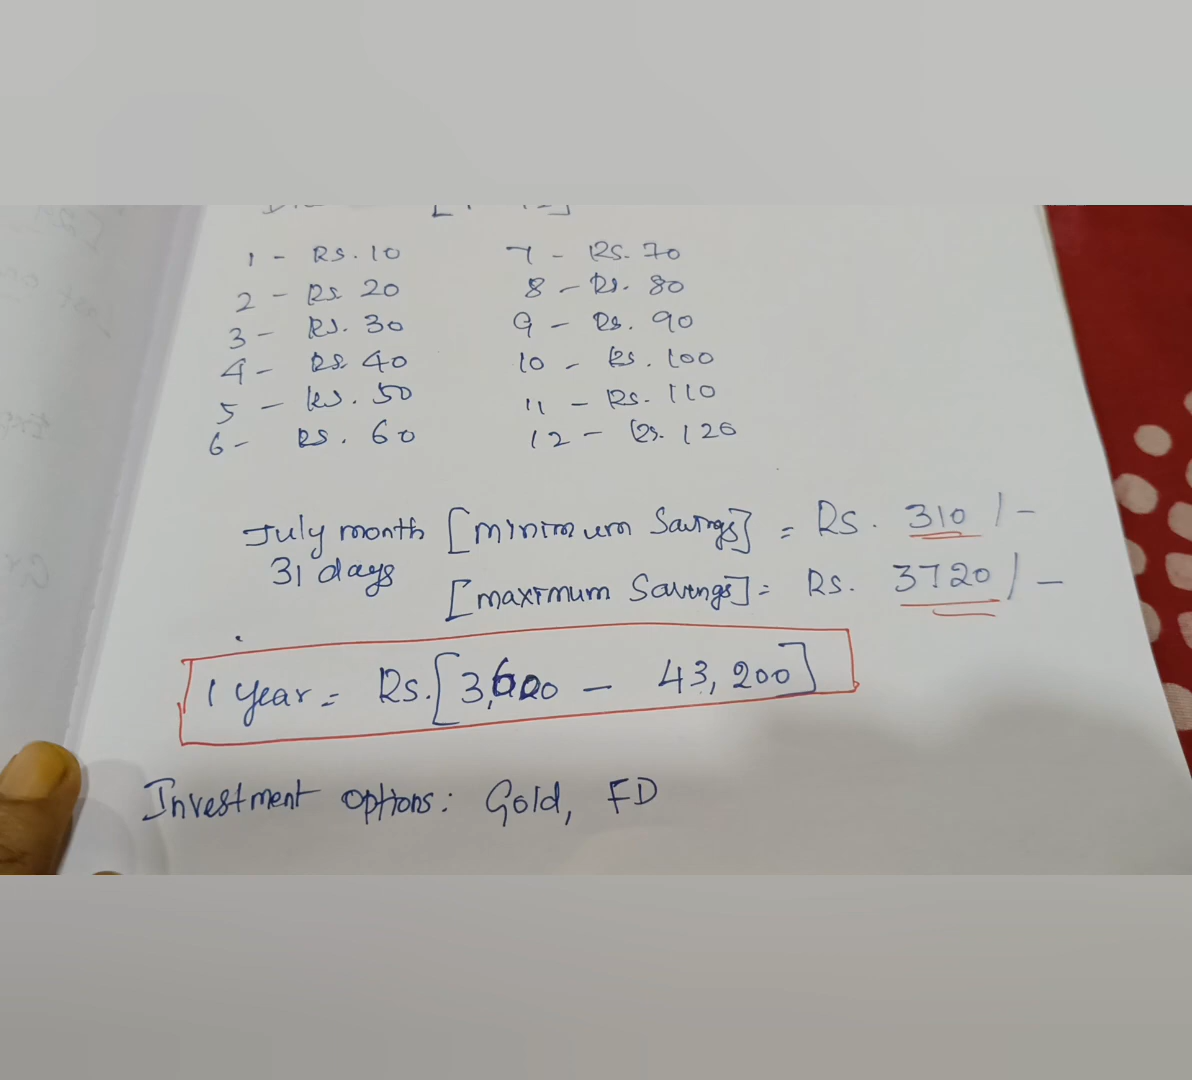 1 - Rs. 10
2 - Rs. 20
3 - Rs. 30
4 - Rs. 40
5 - Rs. 50
6 - Rs. 60
7 - Rs. 70
8 - Rs. 80
9 - Rs. 90
10 - Rs. 100
11 - Rs. 110
12 - Rs. 120
July month [minimum Savings] = Rs. 310/-
31 days
[maximum Savings] = Rs. 3720/-
1 year = Rs. [3,600 - 43,200]
Investment options: Gold, FD